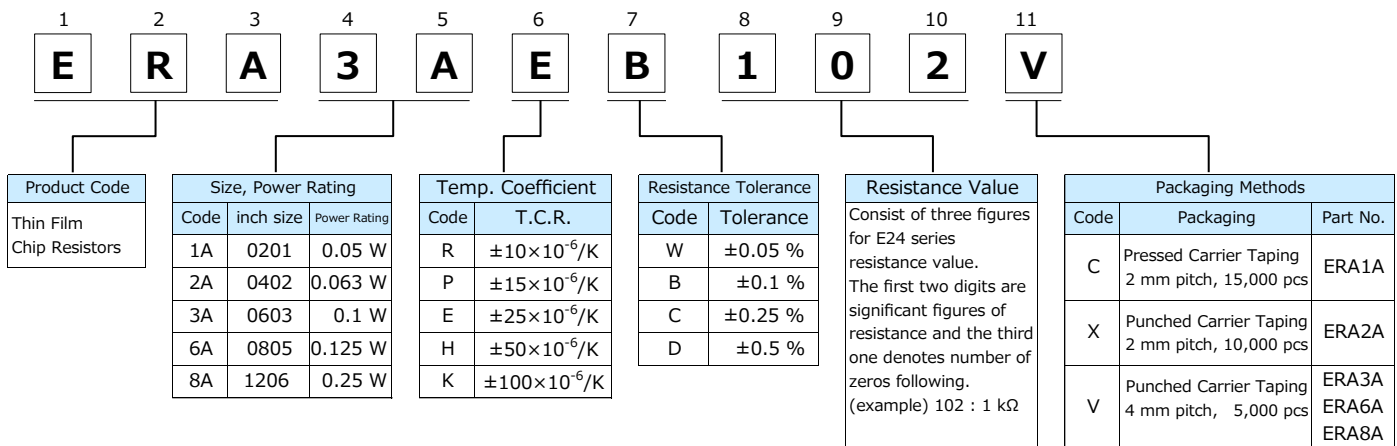 1 2 3 4 5 6 7 8 9 10 11
E R A 3 A E B 1 0 2 V
Product Code
Thin Film
Chip Resistors
Size, Power Rating
Code inch size Power Rating
1A 0201 0.05 W
2A 0402 0.063 W
3A 0603 0.1 W
6A 0805 0.125 W
8A 1206 0.25 W
Temp. Coefficient
Code T.C.R.
R ±10×10⁻⁶/K
P ±15×10⁻⁶/K
E ±25×10⁻⁶/K
H ±50×10⁻⁶/K
K ±100×10⁻⁶/K
Resistance Tolerance
Code Tolerance
W ±0.05 %
B ±0.1 %
C ±0.25 %
D ±0.5 %
Resistance Value
Consist of three figures
for E24 series
resistance value.
The first two digits are
significant figures of
resistance and the third
one denotes number of
zeros following.
(example) 102 : 1 kΩ
Packaging Methods
Code Packaging Part No.
C Pressed Carrier Taping
2 mm pitch, 15,000 pcs ERA1A
X Punched Carrier Taping
2 mm pitch, 10,000 pcs ERA2A
V Punched Carrier Taping
4 mm pitch, 5,000 pcs
ERA3A
ERA6A
ERA8A